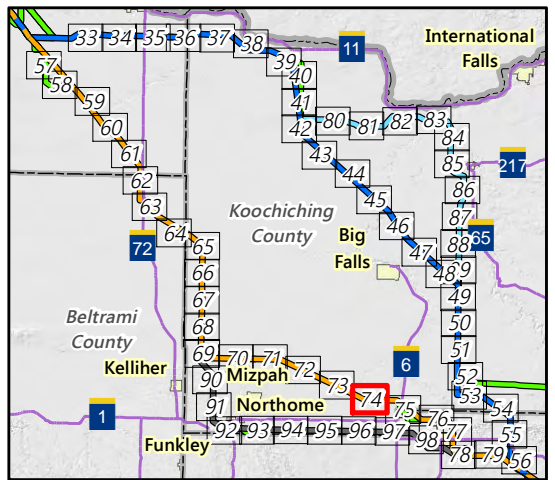 33 34 35 36 37 38
39
11
International
Falls
40
57
58
59
41
60
42
80 81 82 83
84
61
43
85
217
62
44
86
63
45
Koochiching
County
87
64
46
Big
Falls
88
65
65
72
47
89
48
66
49
67
50
Beltrami
County
68
51
69 70 71 72
6
Kelliher
90
Mizpah
73
52
74
53
91
Northome
75
54
1
76
92 93 94 95 96 97 98
77
55
Funkley
78 79 56